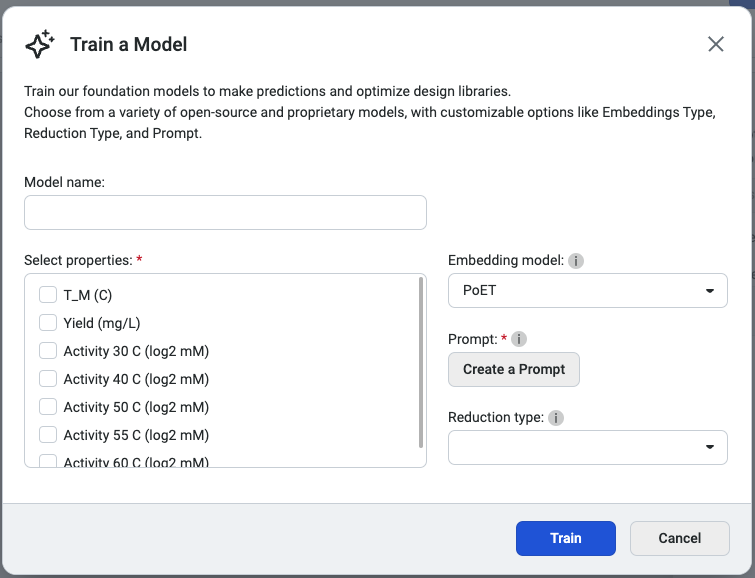 Train a Model
Train our foundation models to make predictions and optimize design libraries.
Choose from a variety of open-source and proprietary models, with customizable options like Embeddings Type,
Reduction Type, and Prompt.
Model name:
Select properties: *
T_M (C)
Yield (mg/L)
Activity 30 C (log2 mM)
Activity 40 C (log2 mM)
Activity 50 C (log2 mM)
Activity 55 C (log2 mM)
Activity 60 C (log2 mM)
Embedding model: i
PoET
Prompt: * i
Create a Prompt
Reduction type: i
Train
Cancel